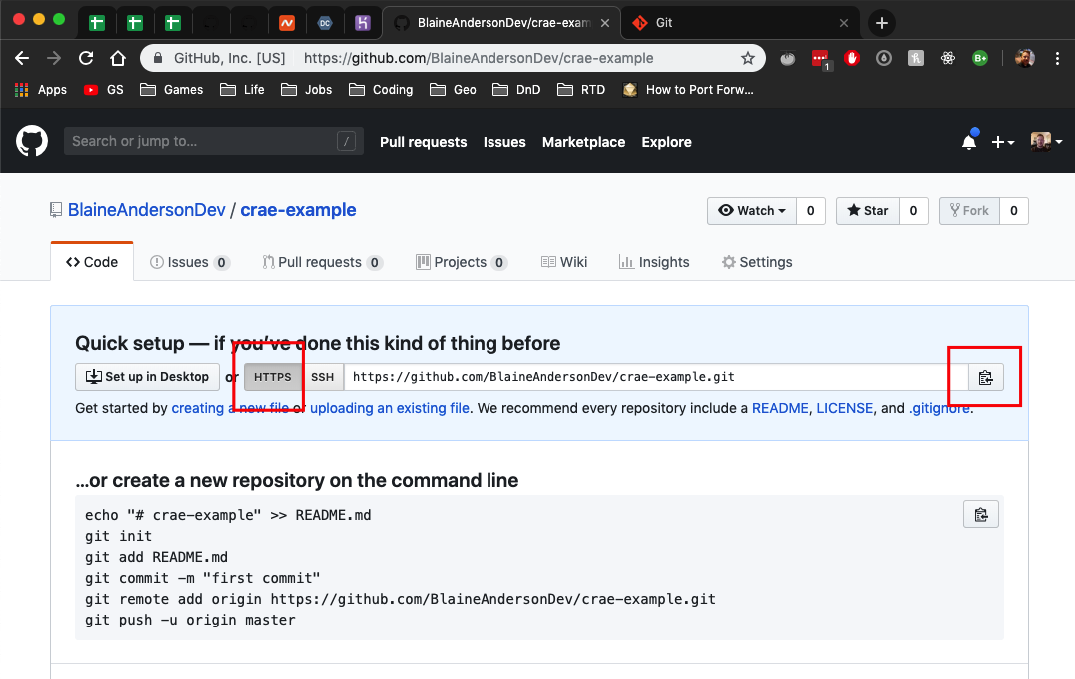 DC
H
BlaineAndersonDev/crae-exam
Git
GitHub, Inc. [US]
https://github.com/BlaineAndersonDev/crae-example
1
B+
Apps
GS
Games
Life
Jobs
Coding
Geo
DnD
RTD
How to Port Forw...
Search or jump to...
/
Pull requests
Issues
Marketplace
Explore
BlaineAndersonDev / crae-example
Watch
0
Star
0
Fork
0
<> Code
Issues 0
Pull requests 0
Projects 0
Wiki
Insights
Settings
Quick setup — if you've done this kind of thing before
Set up in Desktop
or
HTTPS
SSH
https://github.com/BlaineAndersonDev/crae-example.git
Get started by creating a new file or uploading an existing file. We recommend every repository include a README, LICENSE, and .gitignore.
...or create a new repository on the command line
echo "# crae-example" >> README.md
git init
git add README.md
git commit -m "first commit"
git remote add origin https://github.com/BlaineAndersonDev/crae-example.git
git push -u origin master